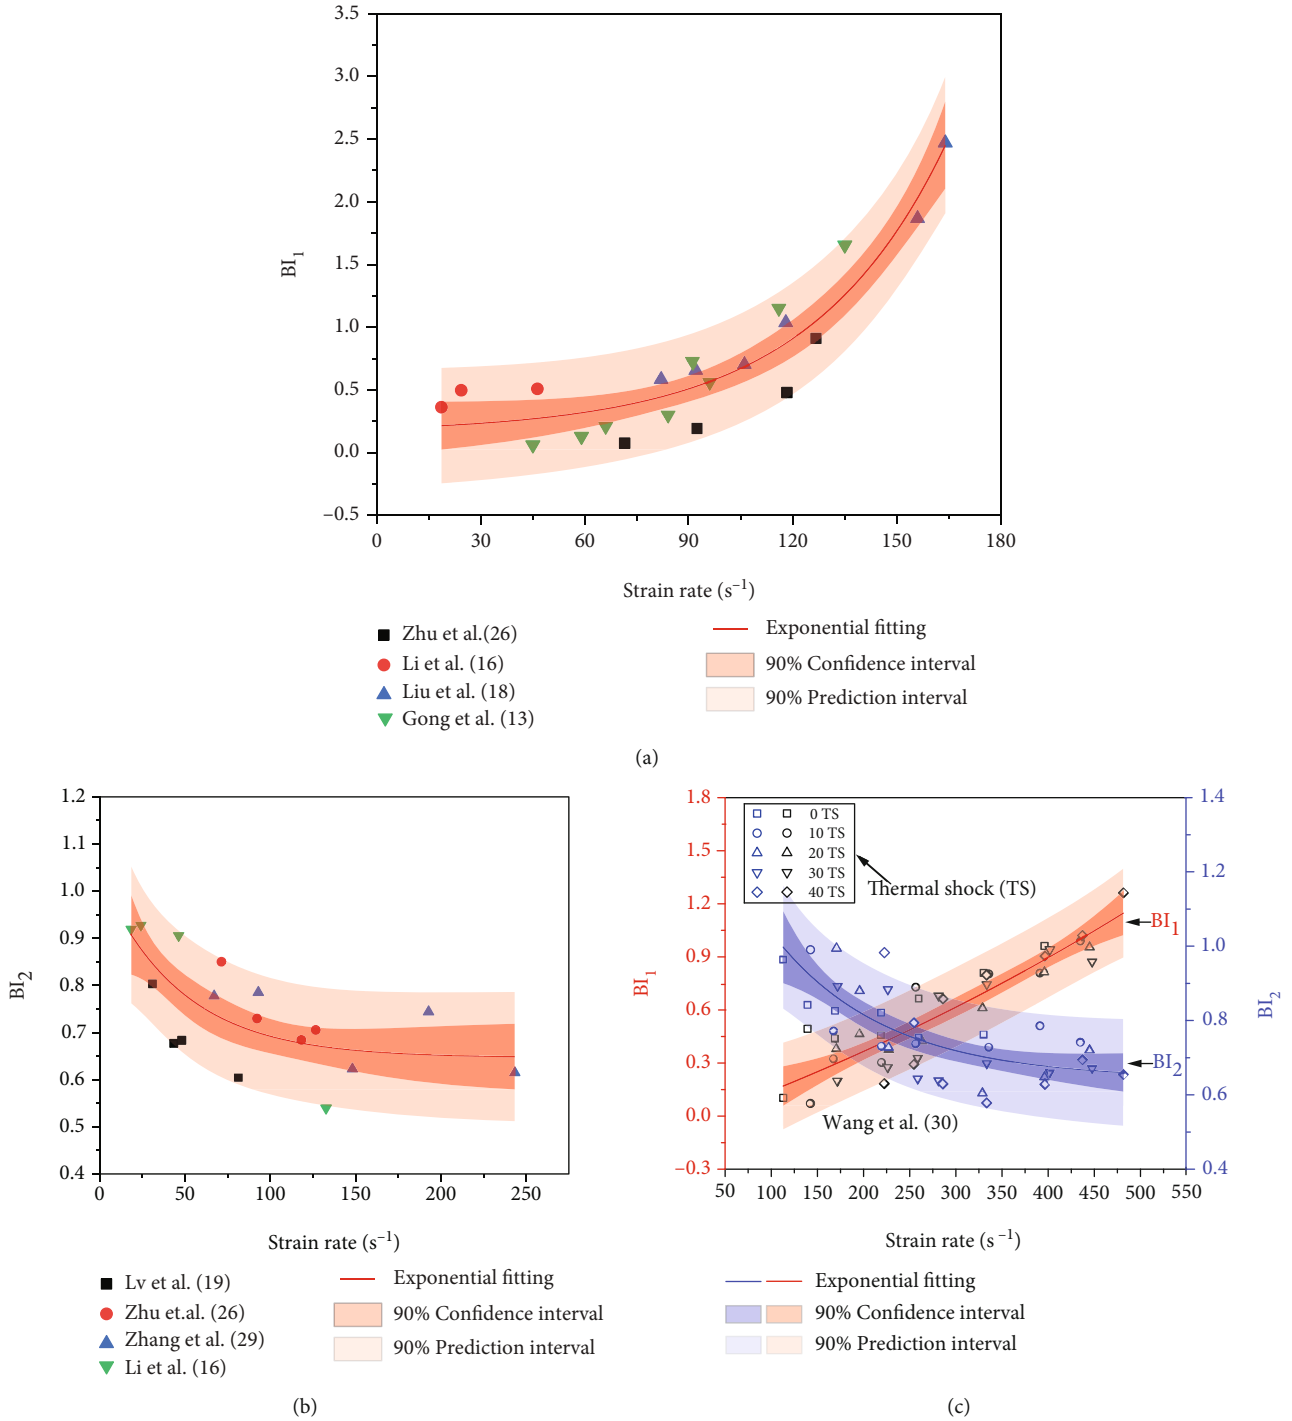 3.5
3.0
2.5
2.0
1.5
1.0
0.5
0.0
–0.5
BI1
0 30 60 90 120 150 180
Strain rate (s–1)
Zhu et al.(26)
Li et al. (16)
Liu et al. (18)
Gong et al. (13)
Exponential fitting
90% Confidence interval
90% Prediction interval
(a)
1.2
1.1
1.0
0.9
0.8
0.7
0.6
0.5
0.4
BI2
0 50 100 150 200 250
Strain rate (s–1)
Lv et al. (19)
Zhu et.al. (26)
Zhang et al. (29)
Li et al. (16)
Exponential fitting
90% Confidence interval
90% Prediction interval
(b)
1.8
1.5
1.2
0.9
0.6
0.3
0.0
–0.3
BI1
0 TS
10 TS
20 TS
30 TS
40 TS
Thermal shock (TS)
BI1
BI2
Wang et al. (30)
1.4
1.2
1.0
0.8
0.6
0.4
BI2
50 100 150 200 250 300 350 400 450 500 550
Strain rate (s –1)
Exponential fitting
90% Confidence interval
90% Prediction interval
(c)